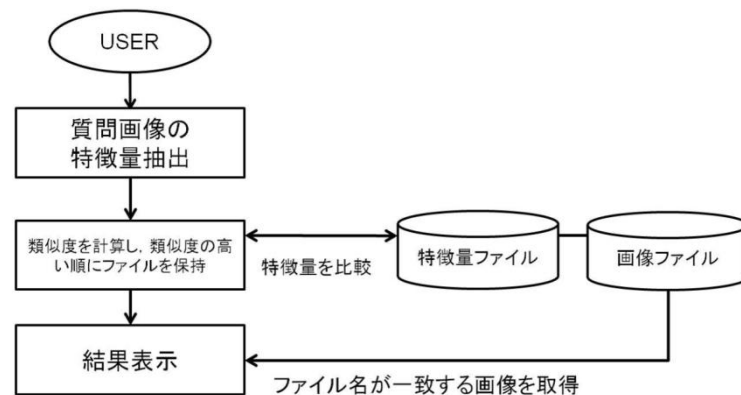 USER
質問画像の
特徴量抽出
類似度を計算し，類似度の高
い順にファイルを保持
特徴量を比較
特徴量ファイル
画像ファイル
結果表示
ファイル名が一致する画像を取得